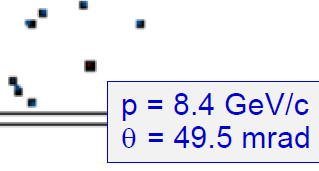 p = 8.4 GeV/c
θ = 49.5 mrad